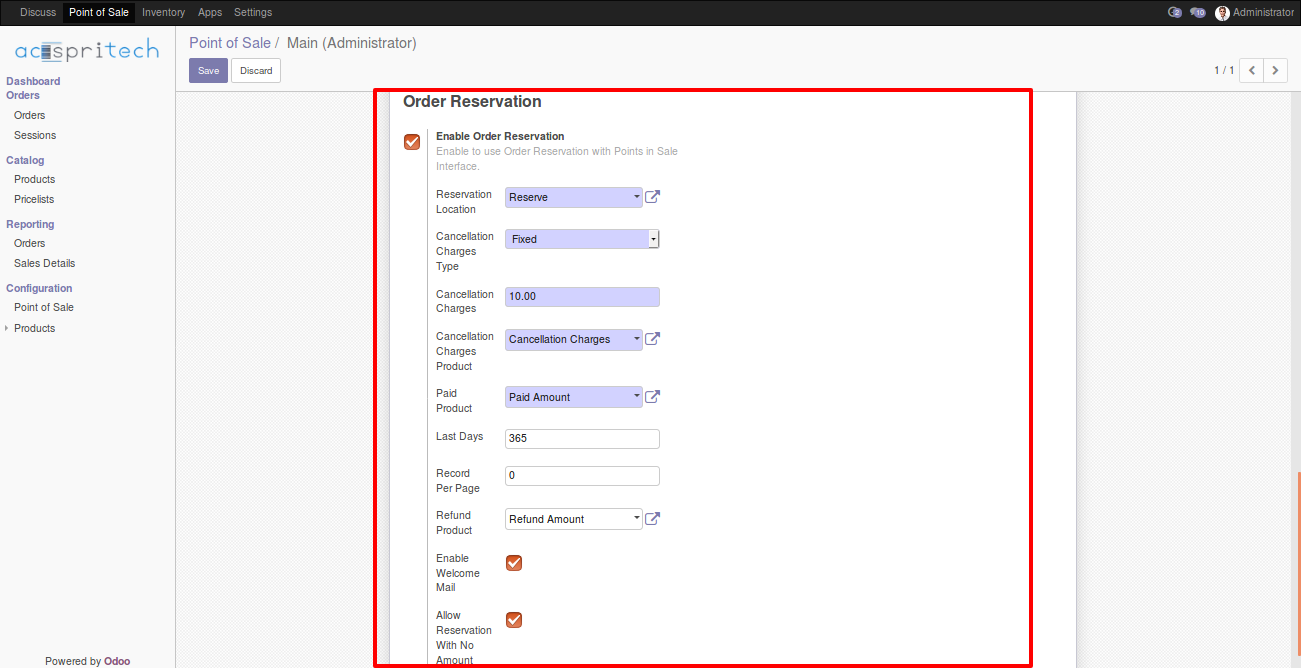 Discuss Point of Sale Inventory Apps Settings
2 10 Administrator
acespritech
Point of Sale / Main (Administrator)
Save Discard
1 / 1
Dashboard
Orders
Orders
Sessions
Catalog
Products
Pricelists
Reporting
Orders
Sales Details
Configuration
Point of Sale
Products
Powered by Odoo
Order Reservation
Enable Order Reservation
Enable to use Order Reservation with Points in Sale
Interface.
Reservation
Location
Reserve
Cancellation
Charges
Type
Fixed
Cancellation
Charges
10.00
Cancellation
Charges
Product
Cancellation Charges
Paid
Product
Paid Amount
Last Days
365
Record
Per Page
0
Refund
Product
Refund Amount
Enable
Welcome
Mail
Allow
Reservation
With No
Amount